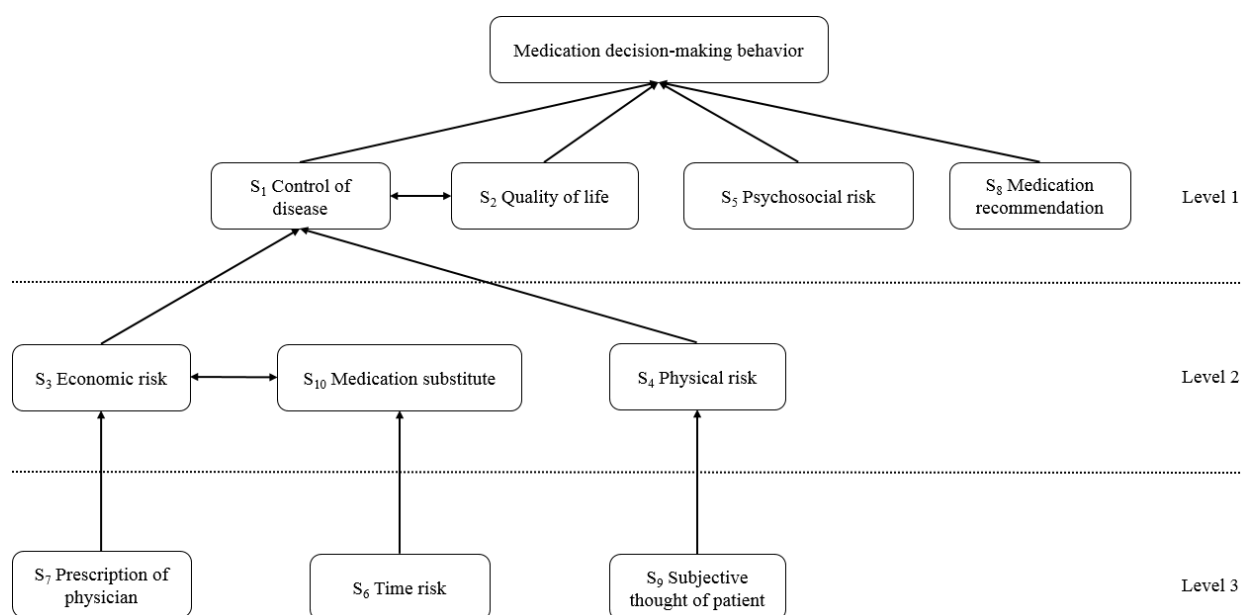 Medication decision-making behavior
S₁ Control of
disease
S₂ Quality of life
S₅ Psychosocial risk
S₈ Medication
recommendation
Level 1
S₃ Economic risk
S₁₀ Medication substitute
S₄ Physical risk
Level 2
S₇ Prescription of
physician
S₆ Time risk
S₉ Subjective
thought of patient
Level 3